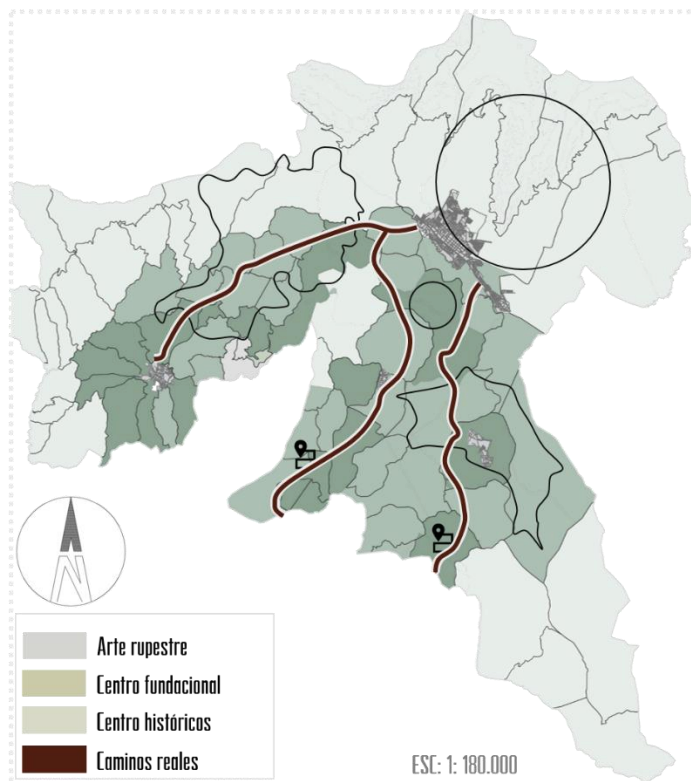 Arte rupestre
Centro fundacional
Centro históricos
Caminos reales
ESC: 1: 180.000